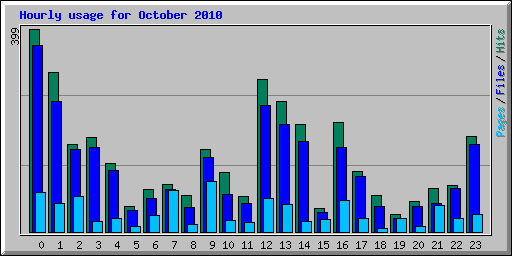 Hourly usage for October 2010
399
Pages / Files / Hits
0 1 2 3 4 5 6 7 8 9 10 11 12 13 14 15 16 17 18 19 20 21 22 23